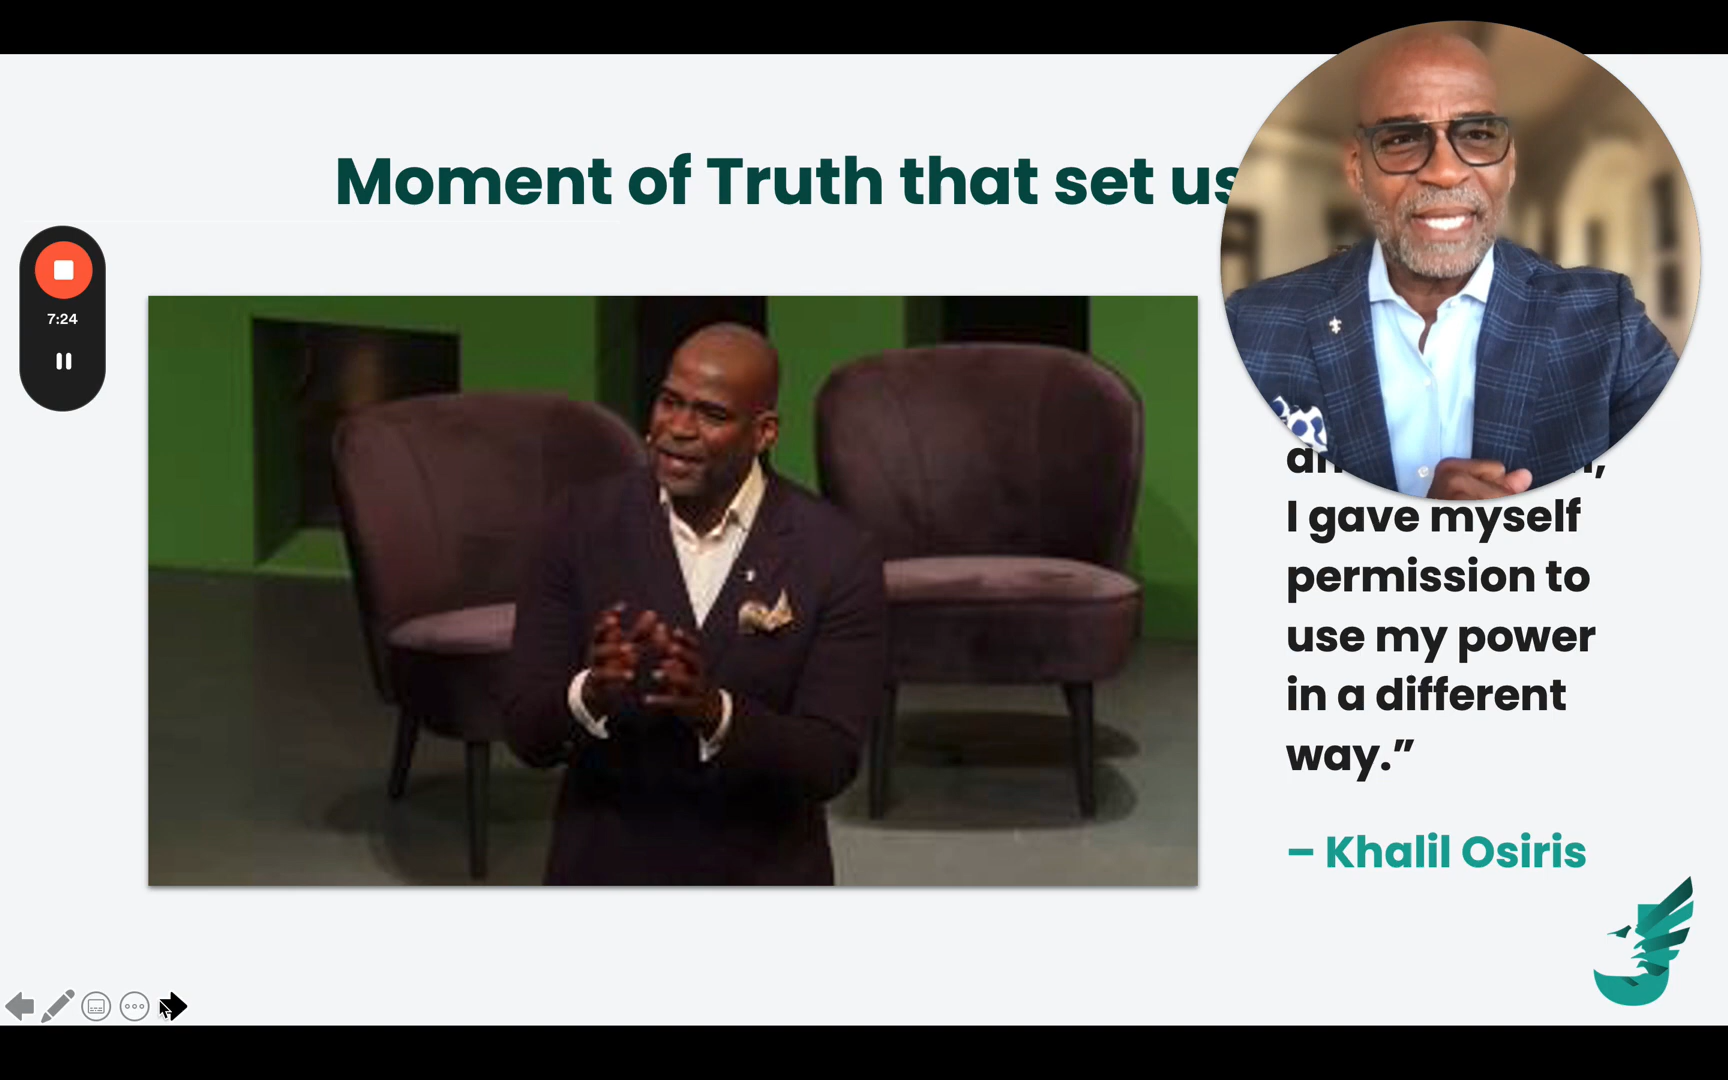 Moment of Truth that set us
7:24
I gave myself
permission to
use my power
in a different
way.”
– Khalil Osiris